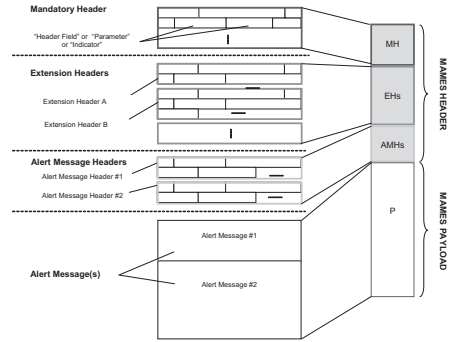 Mandatory Header
"Header Field" or "Parameter"
or "Indicator"
Extension Headers
Extension Header A
Extension Header B
Alert Message Headers
Alert Message Header #1
Alert Message Header #2
Alert Message(s)
Alert Message #1
Alert Message #2
MH
EHs
AMHs
P
MAMES HEADER
MAMES PAYLOAD